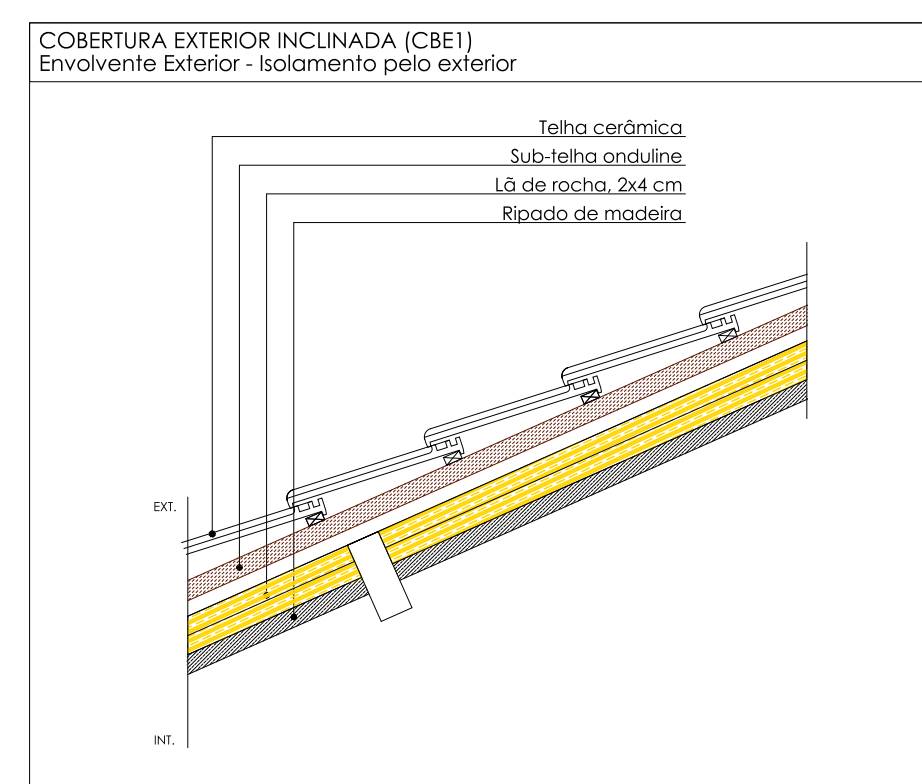 COBERTURA EXTERIOR INCLINADA (CBE1)
Envolvente Exterior - Isolamento pelo exterior
Telha cerâmica
Sub-telha onduline
Lã de rocha, 2x4 cm
Ripado de madeira
EXT.
INT.